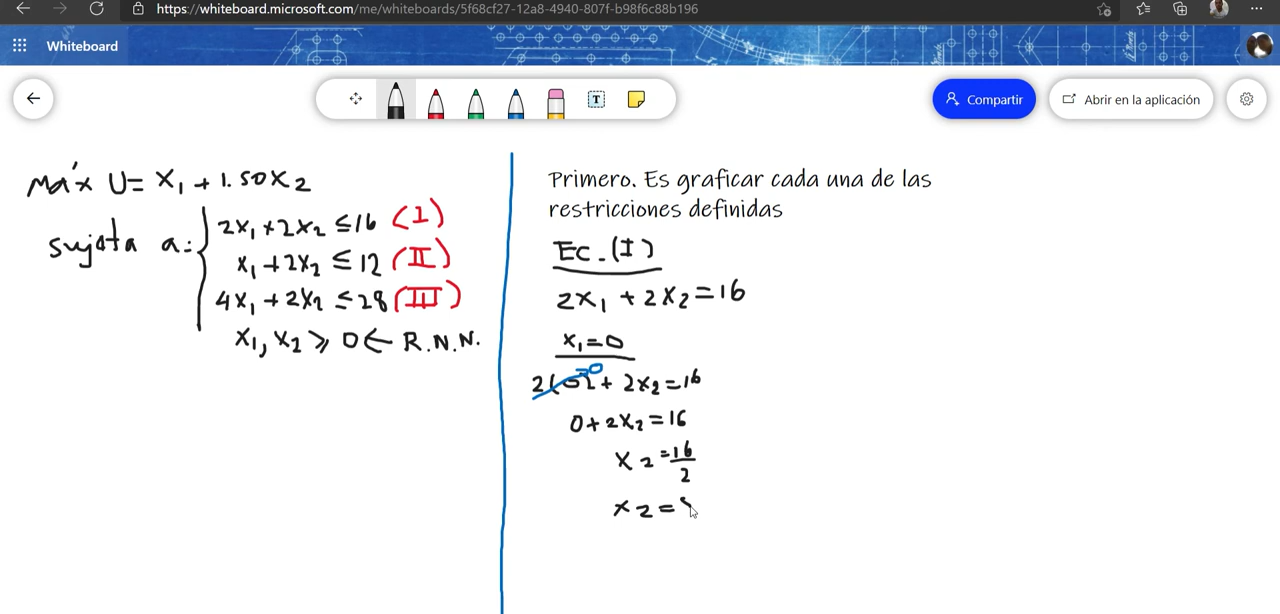 https://whiteboard.microsoft.com/me/whiteboards/5f68cf27-12a8-4940-807f-b98f6c88b196
Whiteboard
T
Compartir
Abrir en la aplicación
Máx U= x₁ + 1.50x₂
sujeta a:
2x₁ + 2x₂ ≤ 16 (I)
x₁ + 2x₂ ≤ 12 (II)
4x₁ + 2x₂ ≤ 28 (III)
x₁, x₂ ≥ 0 ← R.N.N.
Primero. Es graficar cada una de las
restricciones definidas
EC.(I)
2x₁ + 2x₂ = 16
x₁=0
2(0) 0 + 2x₂ = 16
0 + 2x₂ = 16
x₂ = 16/2
x₂ =